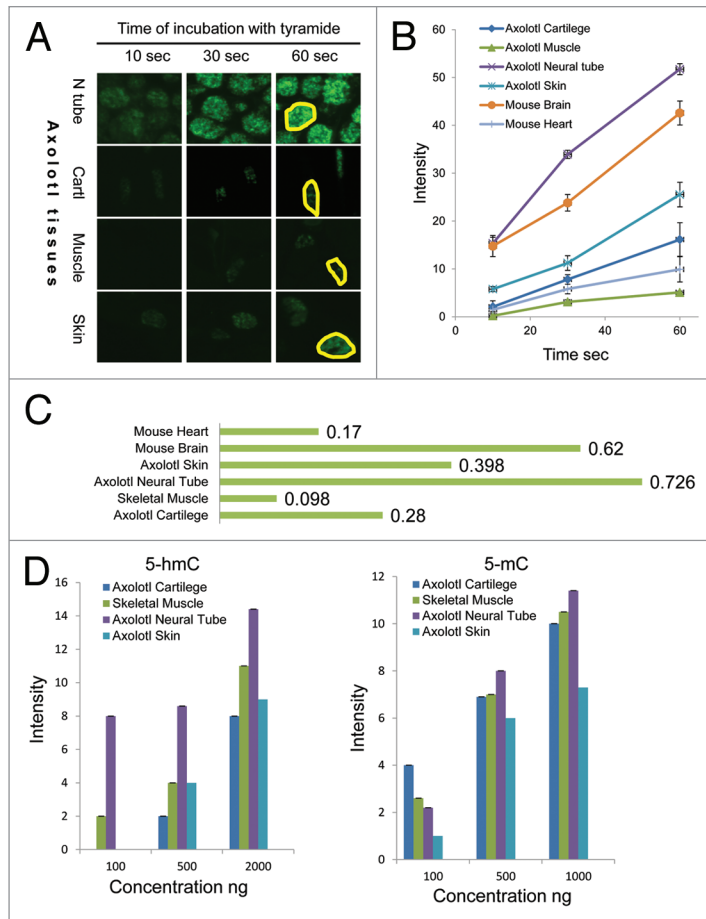 A
Time of incubation with tyramide
10 sec
30 sec
60 sec
Axolotl tissues
N tube
Cartl
Muscle
Skin
B
Axolotl Cartilege
Axolotl Muscle
Axolotl Neural tube
Axolotl Skin
Mouse Brain
Mouse Heart
Intensity
60
50
40
30
20
10
0
0
20
40
60
Time sec
C
Mouse Heart
0.17
Mouse Brain
0.62
Axolotl Skin
0.398
Axolotl Neural Tube
0.726
Skeletal Muscle
0.098
Axolotl Cartilege
0.28
D
5-hmC
Axolotl Cartilege
Skeletal Muscle
Axolotl Neural Tube
Axolotl Skin
Intensity
16
14
12
10
8
6
4
2
0
100
500
2000
Concentration ng
5-mC
Axolotl Cartilege
Skeletal Muscle
Axolotl Neural Tube
Axolotl Skin
Intensity
12
10
8
6
4
2
0
100
500
1000
Concentration ng